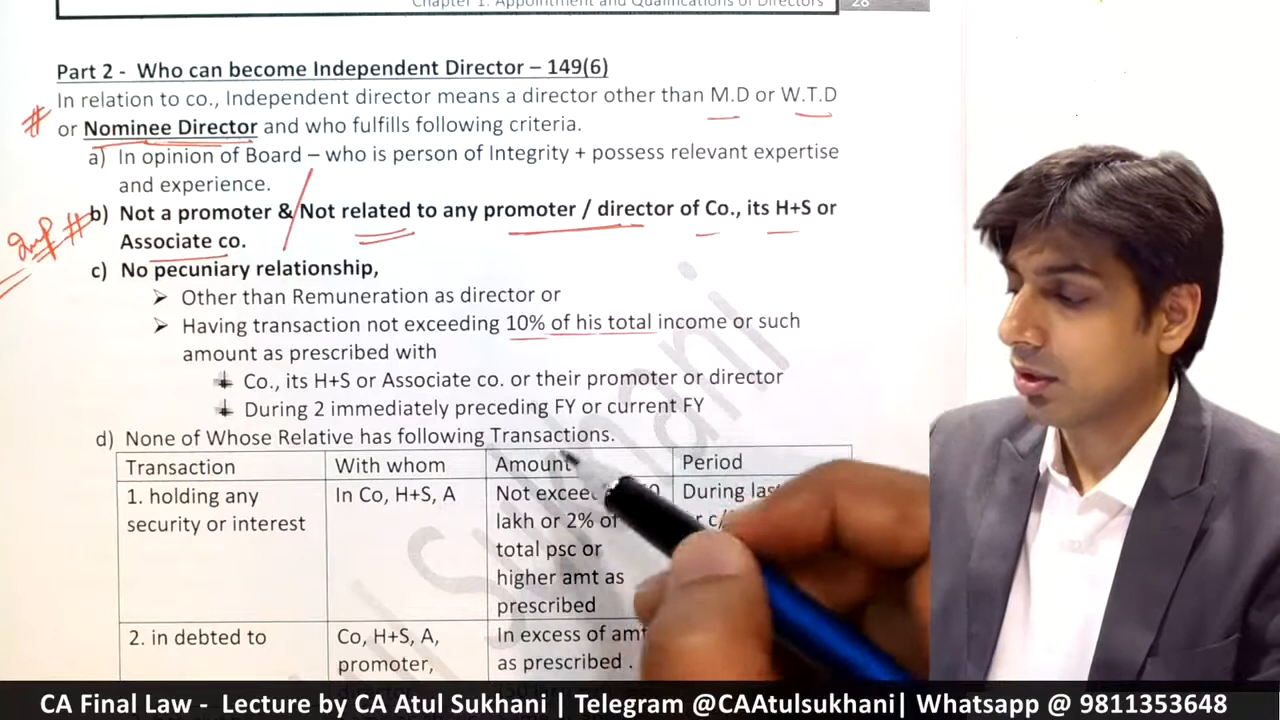 Chapter 1: Appointment and Qualifications of Directors 28
Part 2 - Who can become Independent Director – 149(6)
In relation to co., Independent director means a director other than M.D or W.T.D
# or Nominee Director and who fulfills following criteria.
a) In opinion of Board – who is person of Integrity + possess relevant expertise
and experience.
Imp # b) Not a promoter & Not related to any promoter / director of Co., its H+S or
Associate co.
c) No pecuniary relationship,
➢ Other than Remuneration as director or
➢ Having transaction not exceeding 10% of his total income or such
amount as prescribed with
Co., its H+S or Associate co. or their promoter or director
During 2 immediately preceding FY or current FY
d) None of Whose Relative has following Transactions.
Transaction With whom Amount Period
1. holding any In Co, H+S, A Not During
security or interest lakh or 2% of
total psc or
higher amt as
prescribed
2. in debted to Co, H+S, A, In excess of amt
promoter, as prescribed .
Sukhani
CA Final Law - Lecture by CA Atul Sukhani | Telegram @CAAtulsukhani| Whatsapp @ 9811353648